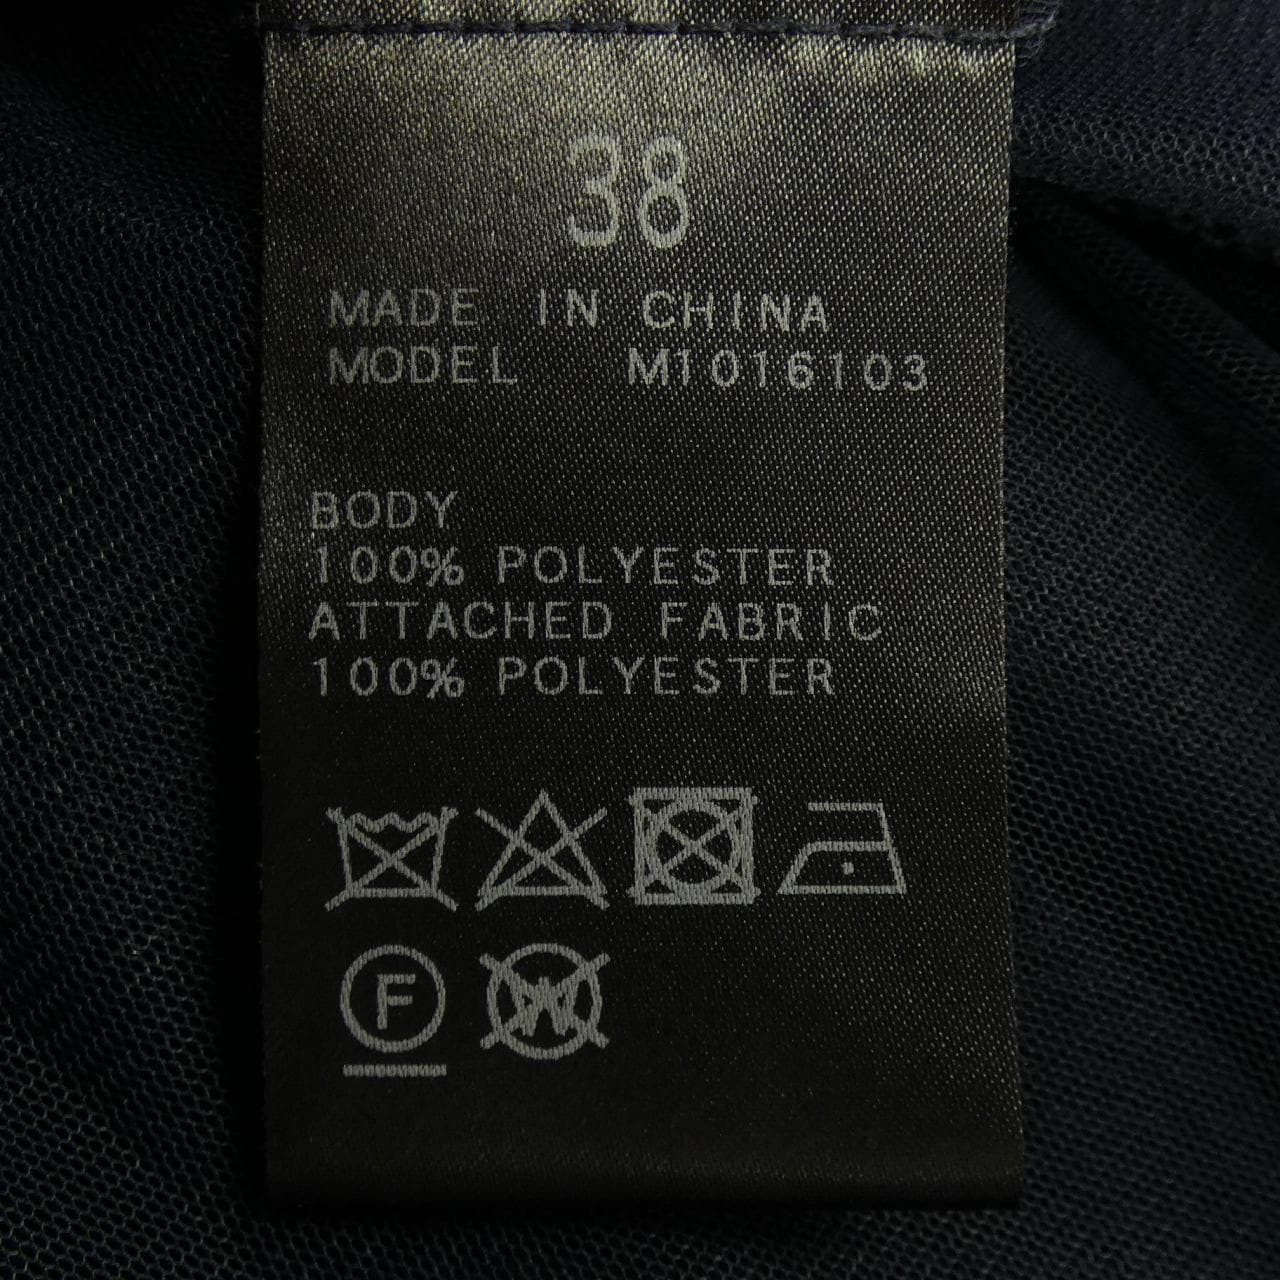 38
MADE IN CHINA
MODEL M1016103
BODY
100% POLYESTER
ATTACHED FABRIC
100% POLYESTER
F W